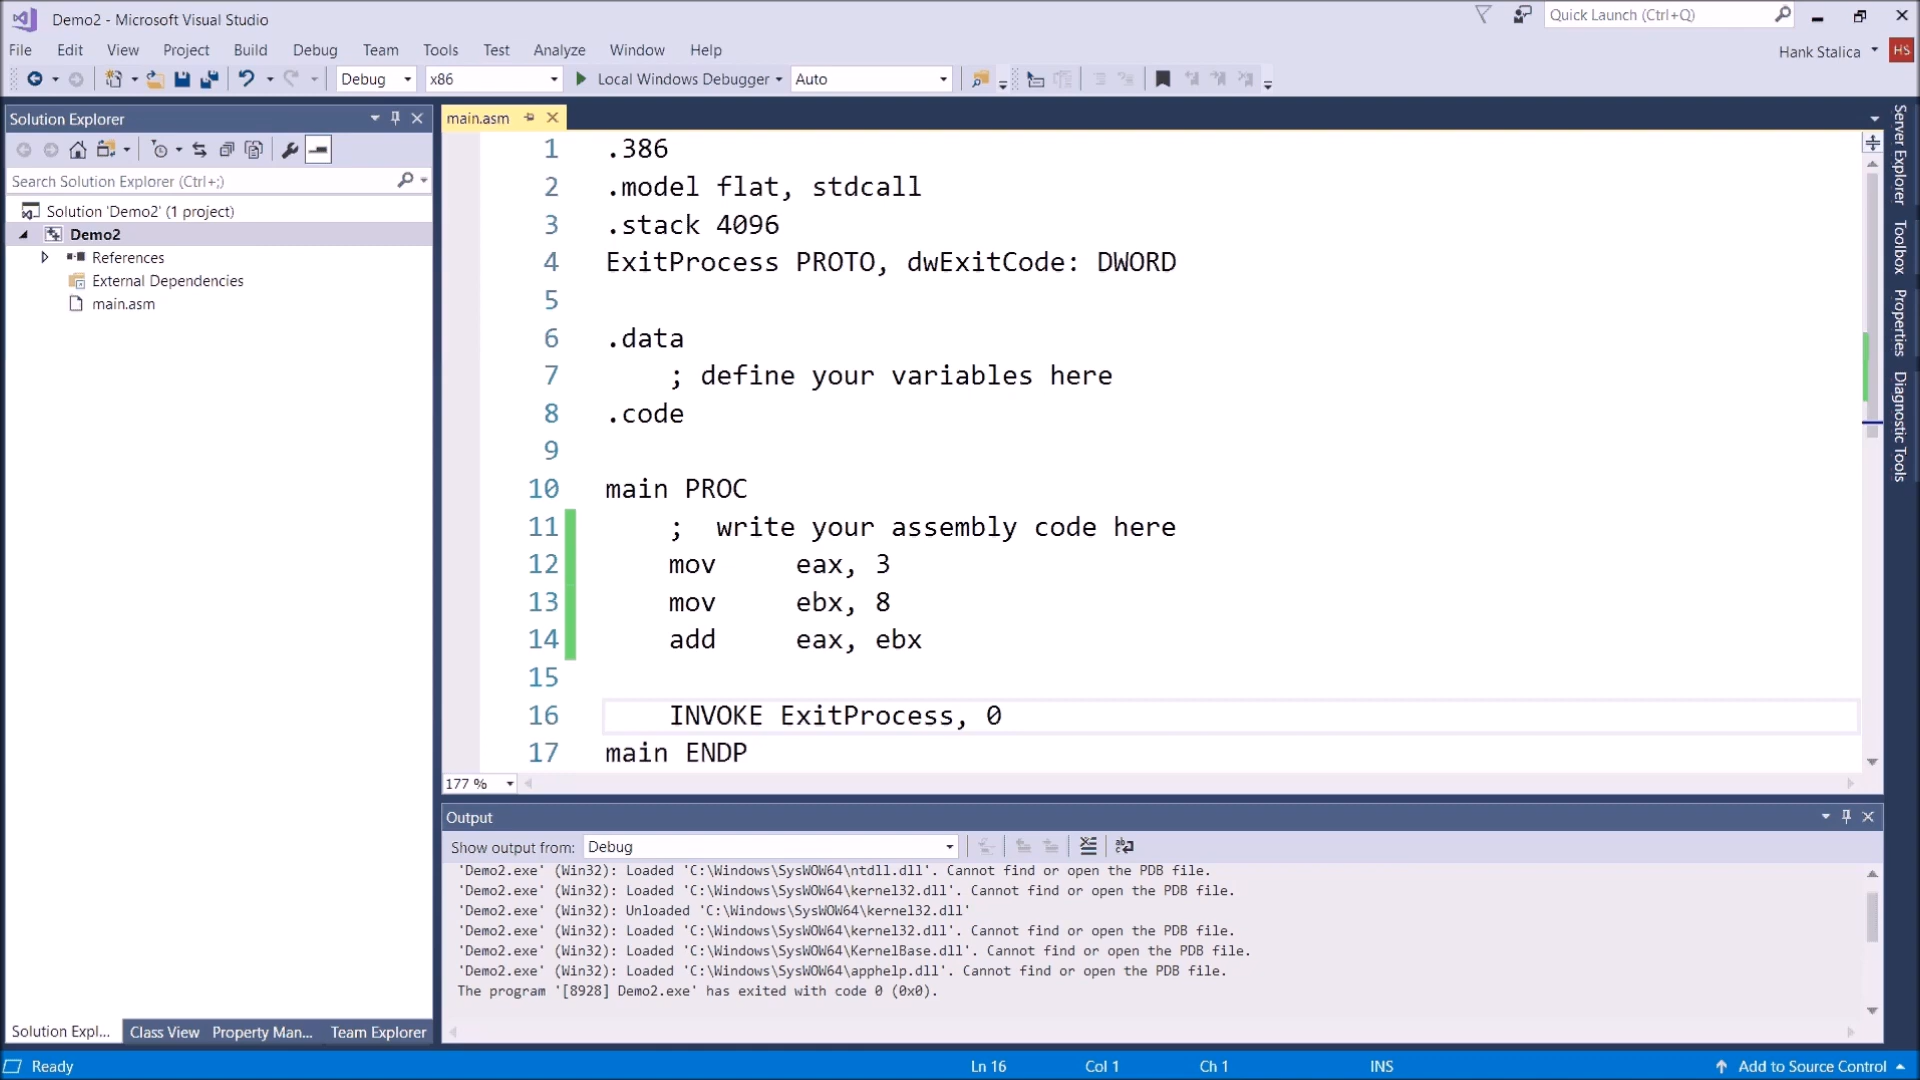 Demo2 - Microsoft Visual Studio
Quick Launch (Ctrl+Q)
File Edit View Project Build Debug Team Tools Test Analyze Window Help
Hank Stalica HS
Debug x86 Local Windows Debugger Auto
Solution Explorer
Search Solution Explorer (Ctrl+;)
Solution 'Demo2' (1 project)
Demo2
References
External Dependencies
main.asm
Solution Expl... Class View Property Man... Team Explorer
main.asm
1 .386
2 .model flat, stdcall
3 .stack 4096
4 ExitProcess PROTO, dwExitCode: DWORD
5
6 .data
7 ; define your variables here
8 .code
9
10 main PROC
11 ;  write your assembly code here
12 mov     eax, 3
13 mov     ebx, 8
14 add     eax, ebx
15
16 INVOKE ExitProcess, 0
17 main ENDP
177 %
Server Explorer
Toolbox
Properties
Diagnostic Tools
Output
Show output from: Debug
'Demo2.exe' (Win32): Loaded 'C:\Windows\SysWOW64\ntdll.dll'. Cannot find or open the PDB file.
'Demo2.exe' (Win32): Loaded 'C:\Windows\SysWOW64\kernel32.dll'. Cannot find or open the PDB file.
'Demo2.exe' (Win32): Unloaded 'C:\Windows\SysWOW64\kernel32.dll'
'Demo2.exe' (Win32): Loaded 'C:\Windows\SysWOW64\kernel32.dll'. Cannot find or open the PDB file.
'Demo2.exe' (Win32): Loaded 'C:\Windows\SysWOW64\KernelBase.dll'. Cannot find or open the PDB file.
'Demo2.exe' (Win32): Loaded 'C:\Windows\SysWOW64\apphelp.dll'. Cannot find or open the PDB file.
The program '[8928] Demo2.exe' has exited with code 0 (0x0).
Ready Ln 16 Col 1 Ch 1 INS Add to Source Control